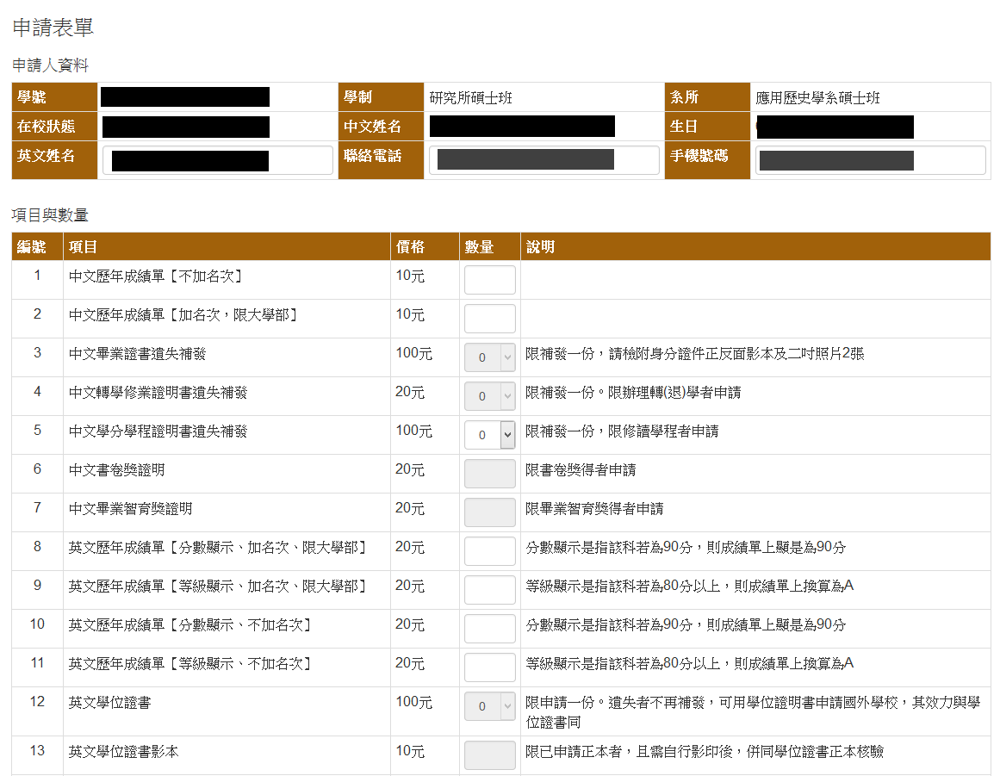 申請表單
申請人資料
學號 學制 研究所碩士班 系所 應用歷史學系碩士班
在校狀態 中文姓名 生日
英文姓名 聯絡電話 手機號碼
項目與數量
編號 項目 價格 數量 說明
1 中文歷年成績單【不加名次】 10元
2 中文歷年成績單【加名次，限大學部】 10元
3 中文畢業證書遺失補發 100元 0 限補發一份，請檢附身分證件正反面影本及二吋照片2張
4 中文轉學修業證明書遺失補發 20元 0 限補發一份。限辦理轉(退)學者申請
5 中文學分學程證明書遺失補發 100元 0 限補發一份，限修讀學程者申請
6 中文書卷獎證明 20元 限書卷獎得者申請
7 中文畢業智育獎證明 20元 限畢業智育獎得者申請
8 英文歷年成績單【分數顯示、加名次、限大學部】 20元 分數顯示是指該科若為90分，則成績單上顯是為90分
9 英文歷年成績單【等級顯示、加名次、限大學部】 20元 等級顯示是指該科若為80分以上，則成績單上換算為A
10 英文歷年成績單【分數顯示、不加名次】 20元 分數顯示是指該科若為90分，則成績單上顯是為90分
11 英文歷年成績單【等級顯示、不加名次】 20元 等級顯示是指該科若為80分以上，則成績單上換算為A
12 英文學位證書 100元 0 限申請一份。遺失者不再補發，可用學位證明書申請國外學校，其效力與學
位證書同
13 英文學位證書影本 10元 限已申請正本者，且需自行影印後，併同學位證書正本核驗